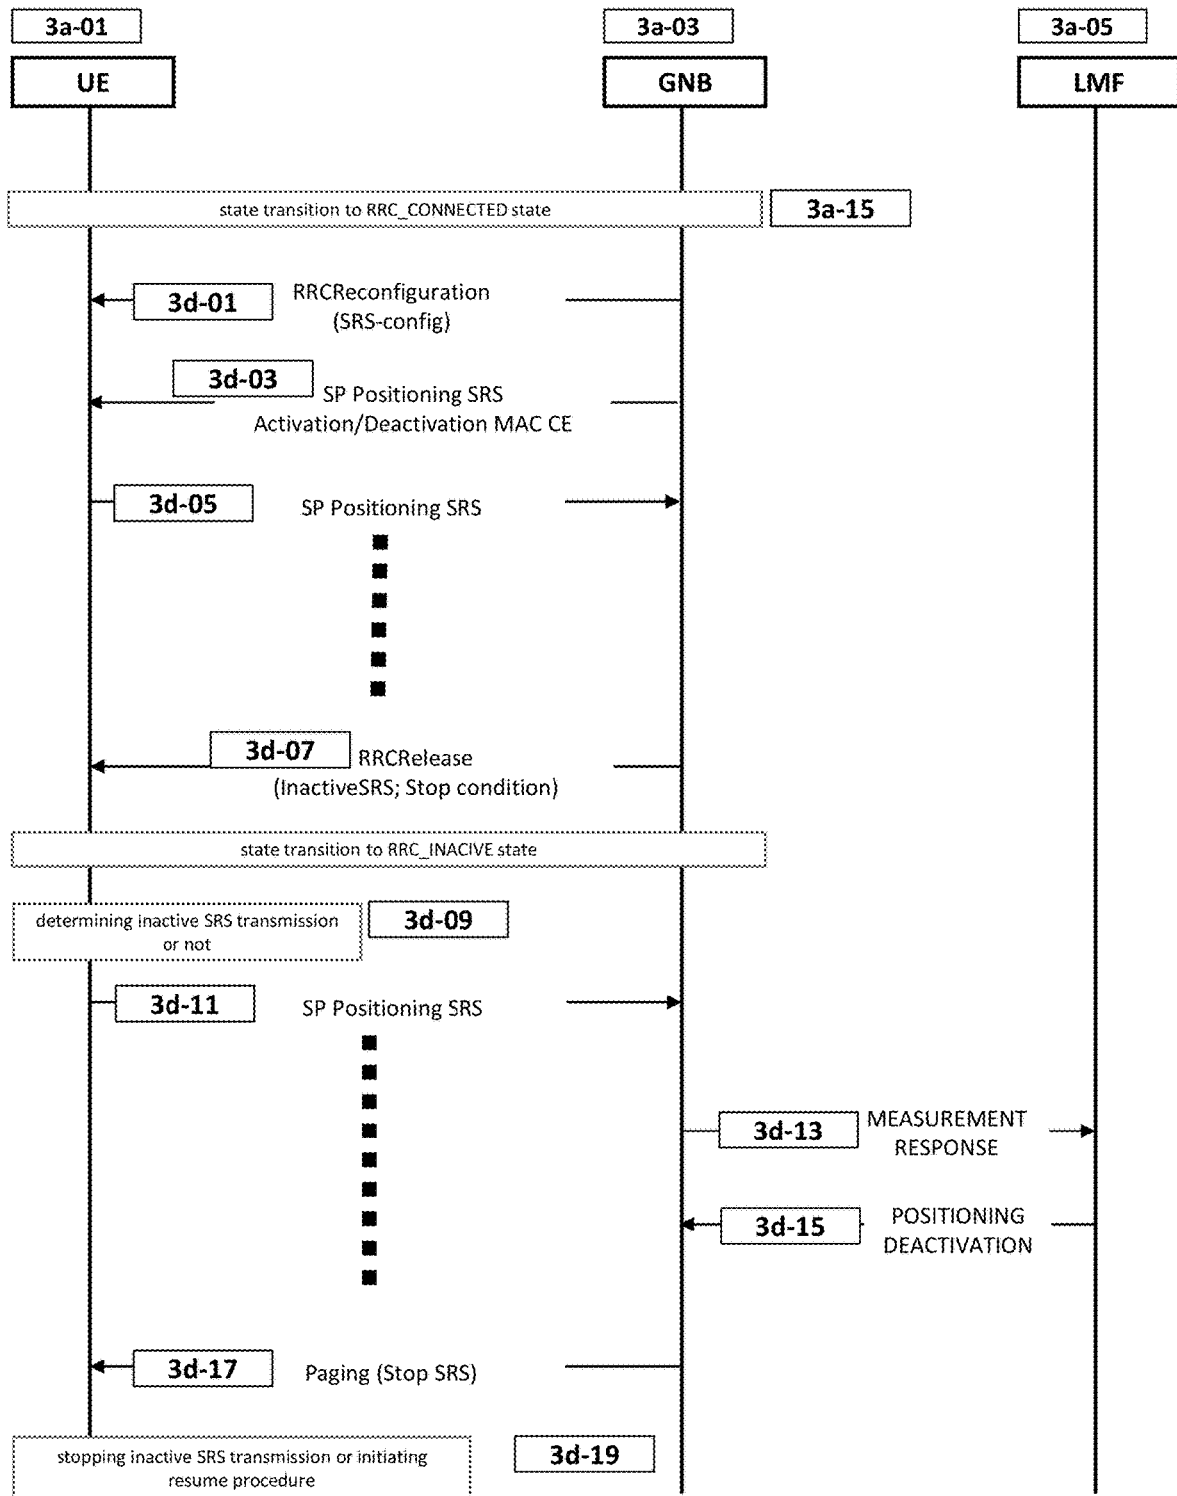 3a-01
3a-03
3a-05
UE
GNB
LMF
state transition to RRC_CONNECTED state
3a-15
3d-01
RRCReconfiguration
(SRS-config)
3d-03
SP Positioning SRS
Activation/Deactivation MAC CE
3d-05
SP Positioning SRS
3d-07
RRCRelease
(InactiveSRS; Stop condition)
state transition to RRC_INACIVE state
determining inactive SRS transmission
or not
3d-09
3d-11
SP Positioning SRS
3d-13
MEASUREMENT
RESPONSE
3d-15
POSITIONING
DEACTIVATION
3d-17
Paging (Stop SRS)
stopping inactive SRS transmission or initiating
resume procedure
3d-19